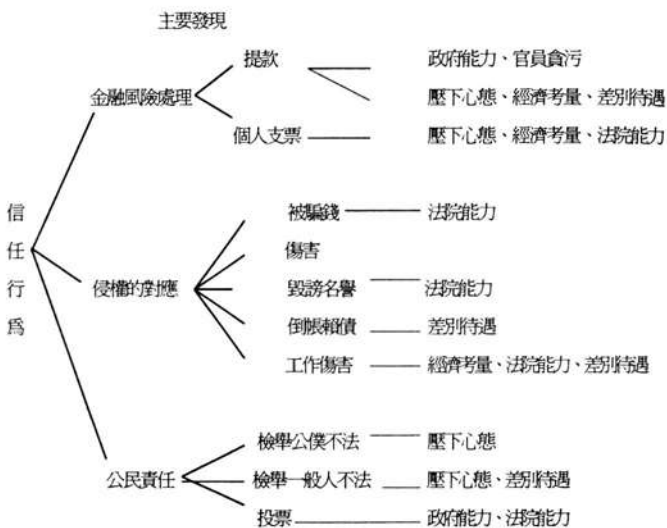 主要發現
提款 政府能力、官員貪污
金融風險處理 壓下心態、經濟考量、差別待遇
個人支票 壓下心態、經濟考量、法院能力
信任行為
被騙錢 法院能力
傷害
侵權的對應 毀謗名譽 法院能力
倒帳賴債 差別待遇
工作傷害 經濟考量、法院能力、差別待遇
檢舉公僕不法 壓下心態
公民責任 檢舉一般人不法 壓下心態、差別待遇
投票 政府能力、法院能力